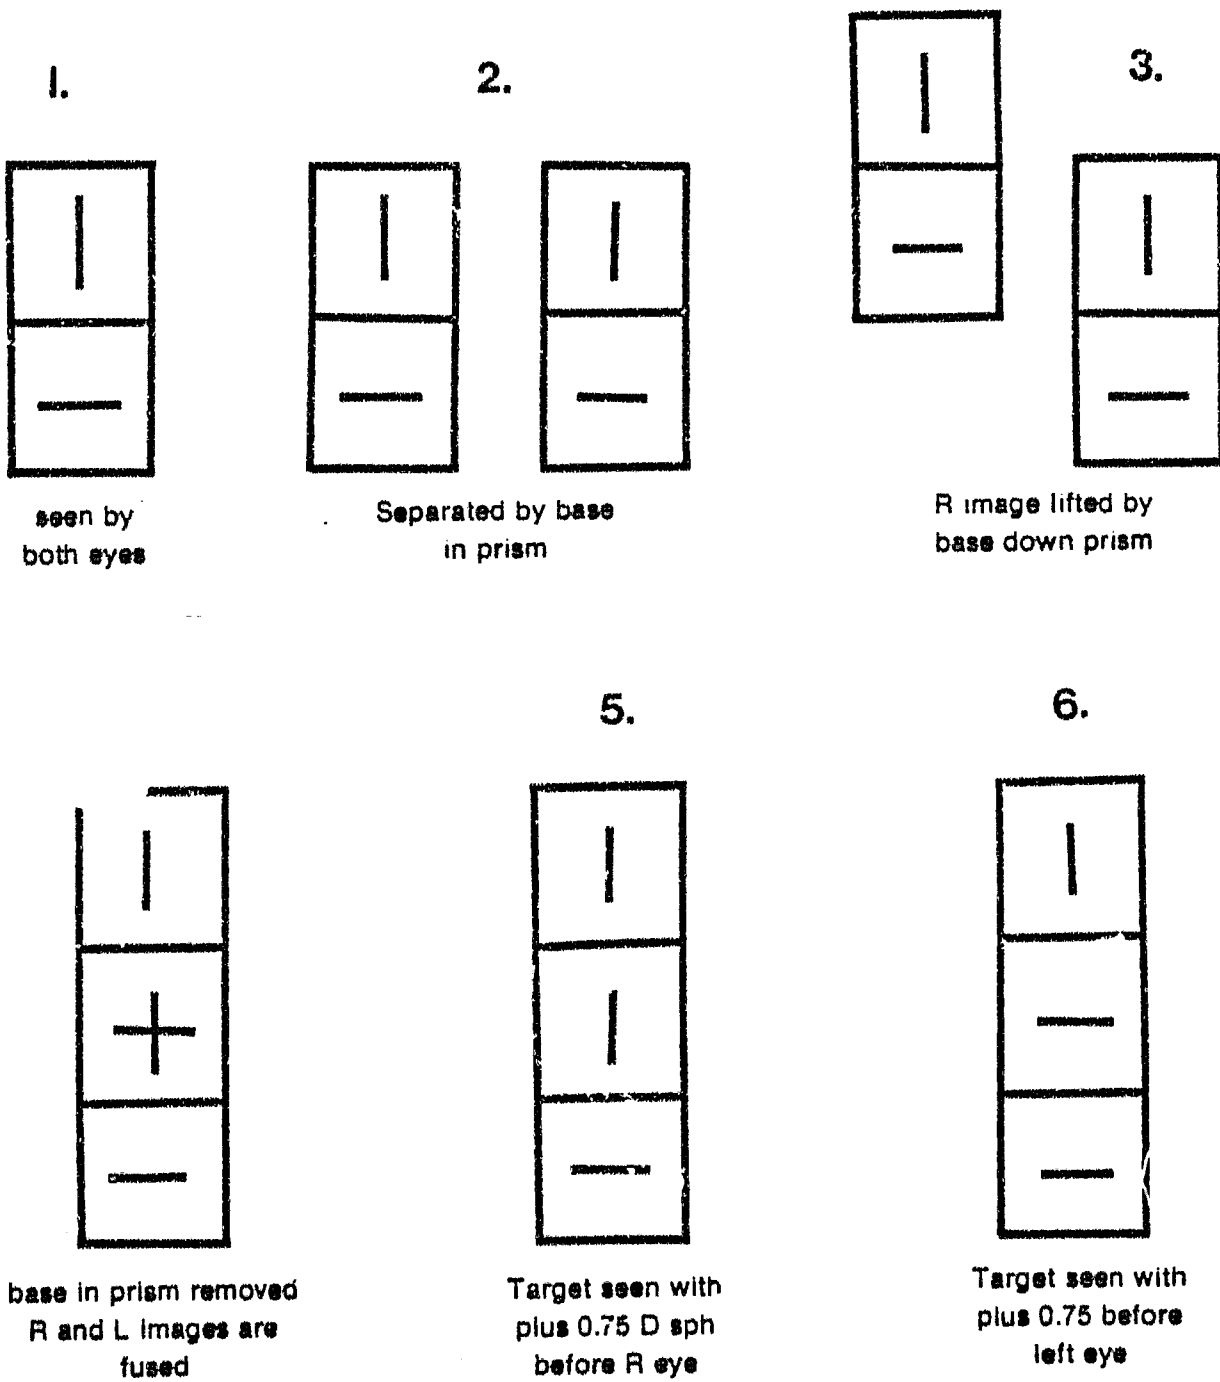 1.
2.
3.
seen by
both eyes
Separated by base
in prism
R image lifted by
base down prism
5.
6.
base in prism removed
R and L images are
fused
Target seen with
plus 0.75 D sph
before R eye
Target seen with
plus 0.75 before
left eye